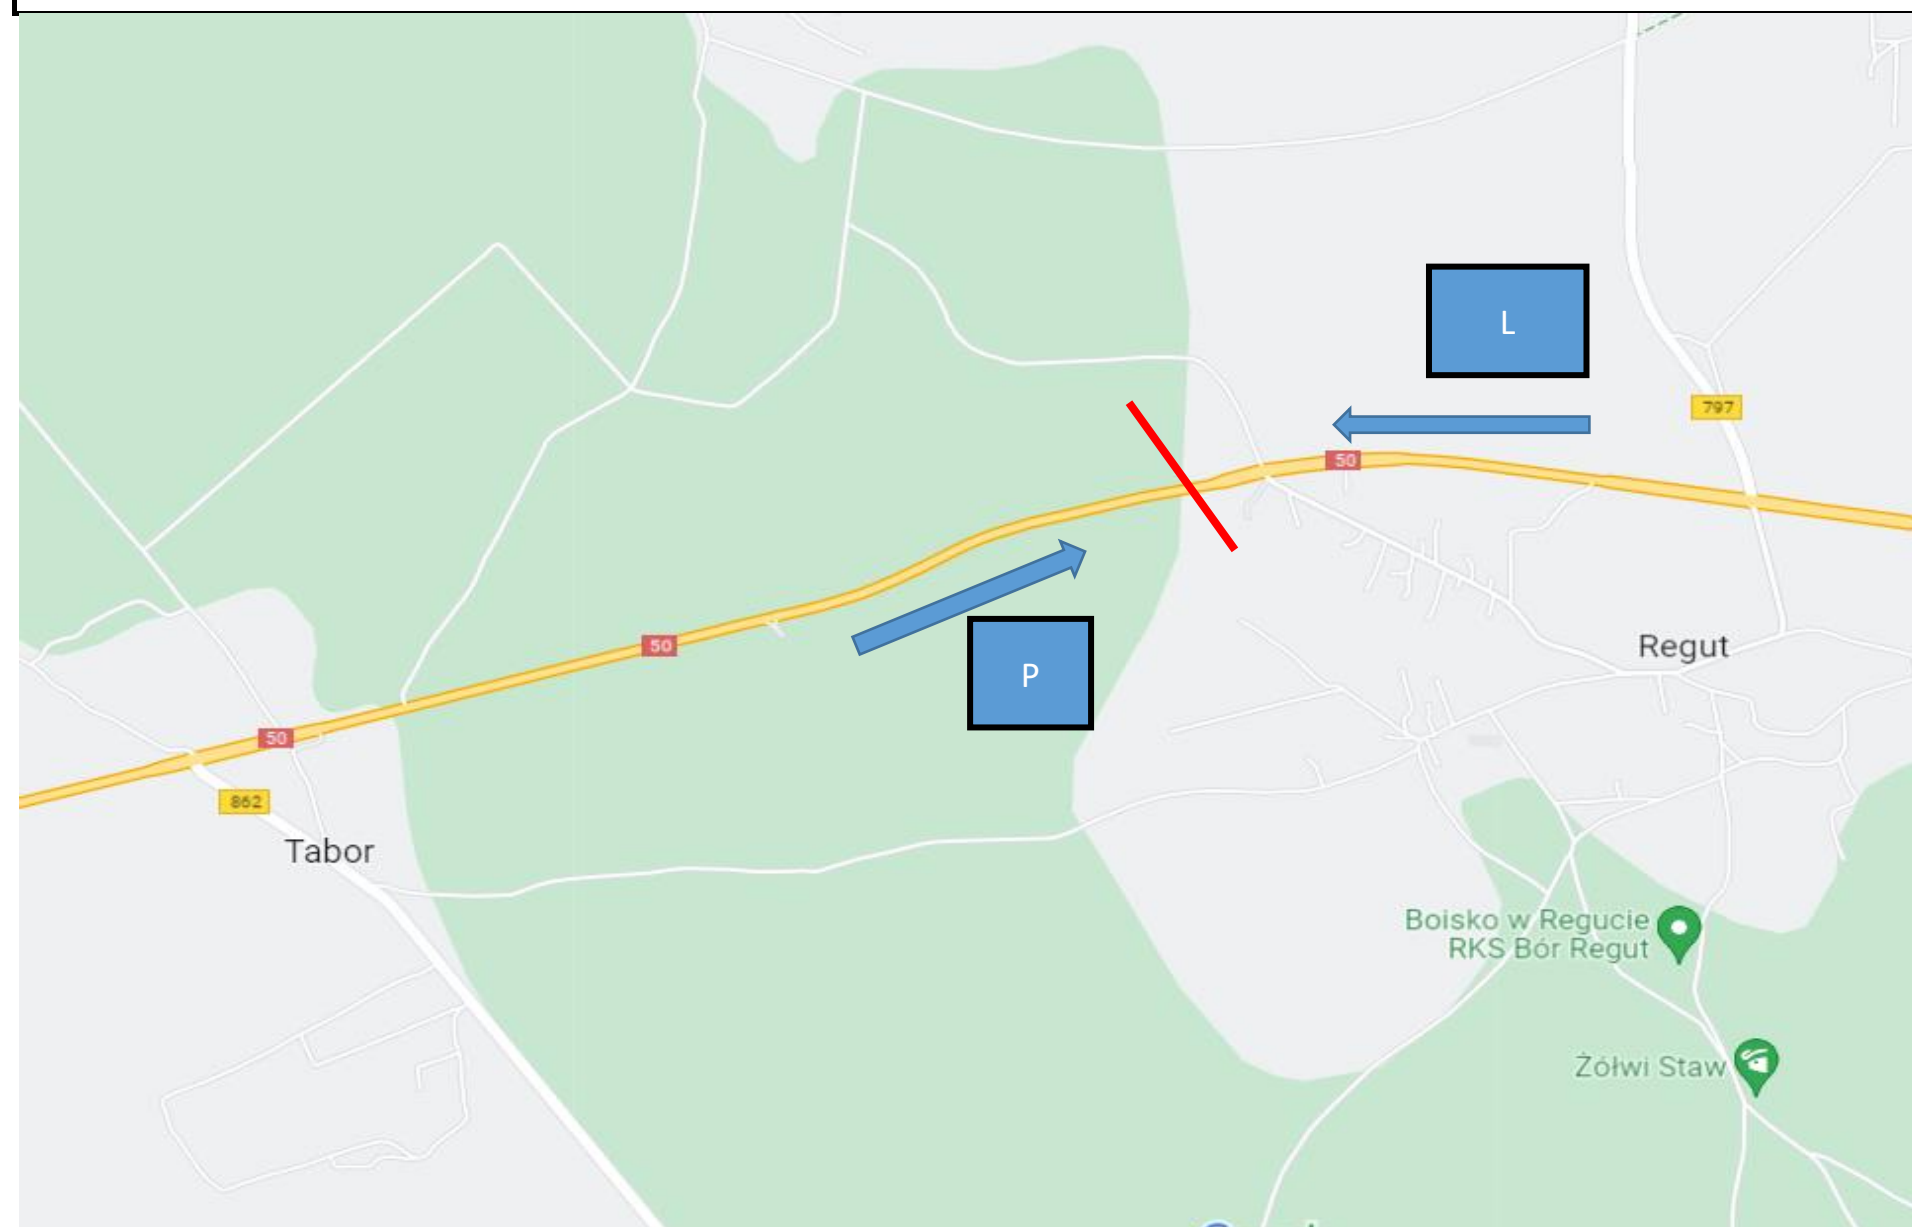 L
797
50
50
P
Regut
50
862
Tabor
Boisko w Regucie
RKS Bór Regut
Żółwi Staw